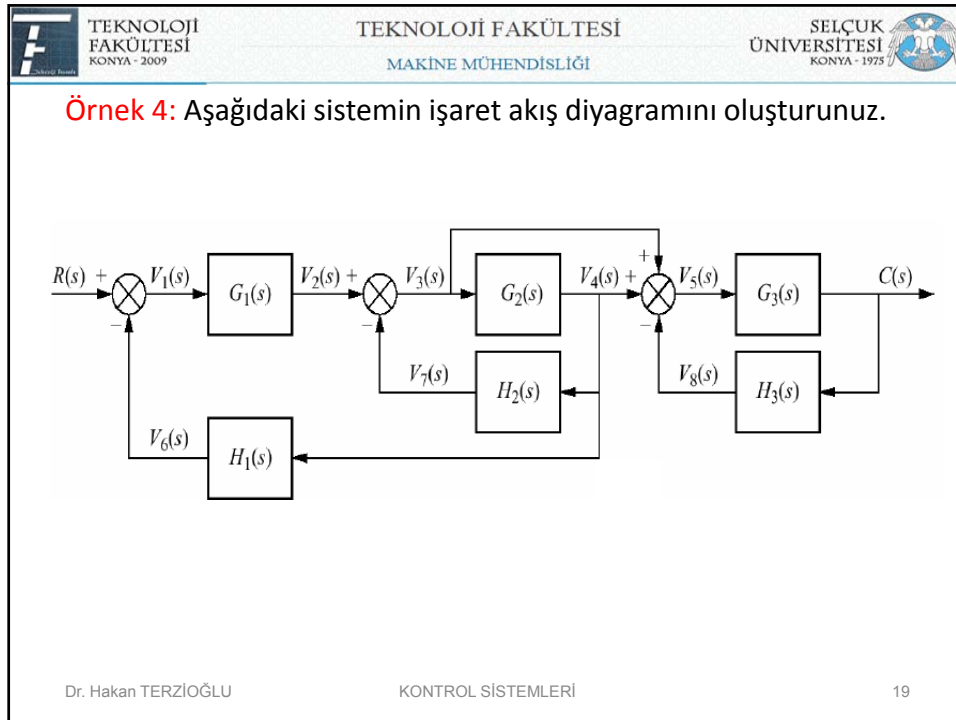 TEKNOLOJİ
FAKÜLTESİ
KONYA - 2009
TEKNOLOJİ FAKÜLTESİ
MAKİNE MÜHENDİSLİĞİ
SELÇUK
ÜNİVERSİTESİ
KONYA - 1975
Örnek 4: Aşağıdaki sistemin işaret akış diyagramını oluşturunuz.
R(s) + V1(s) G1(s) V2(s) + V3(s) G2(s) V4(s) + + V5(s) G3(s) C(s)
− − −
V7(s) H2(s) V8(s) H3(s)
V6(s) H1(s)
Dr. Hakan TERZİOĞLU KONTROL SİSTEMLERİ 19